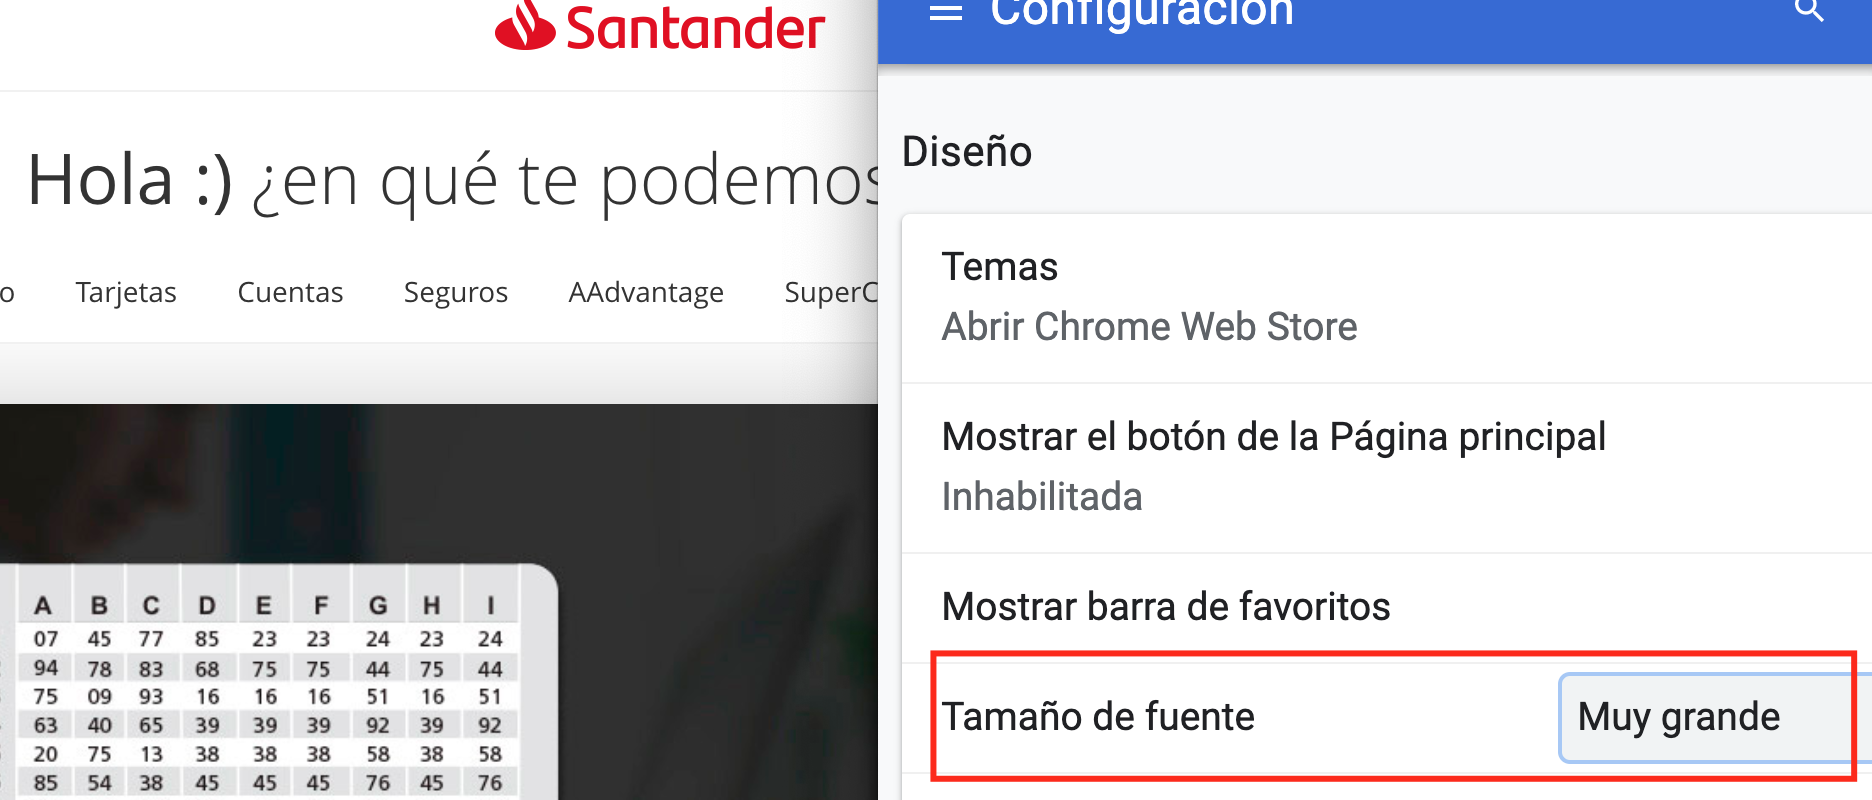 Santander
Hola :) ¿en qué te podemos
o Tarjetas Cuentas Seguros AAdvantage SuperC
A B C D E F G H I
07 45 77 85 23 23 24 23 24
94 78 83 68 75 75 44 75 44
75 09 93 16 16 16 51 16 51
63 40 65 39 39 39 92 39 92
20 75 13 38 38 38 58 38 58
85 54 38 45 45 45 76 45 76
Configuración
Diseño
Temas
Abrir Chrome Web Store
Mostrar el botón de la Página principal
Inhabilitada
Mostrar barra de favoritos
Tamaño de fuente Muy grande